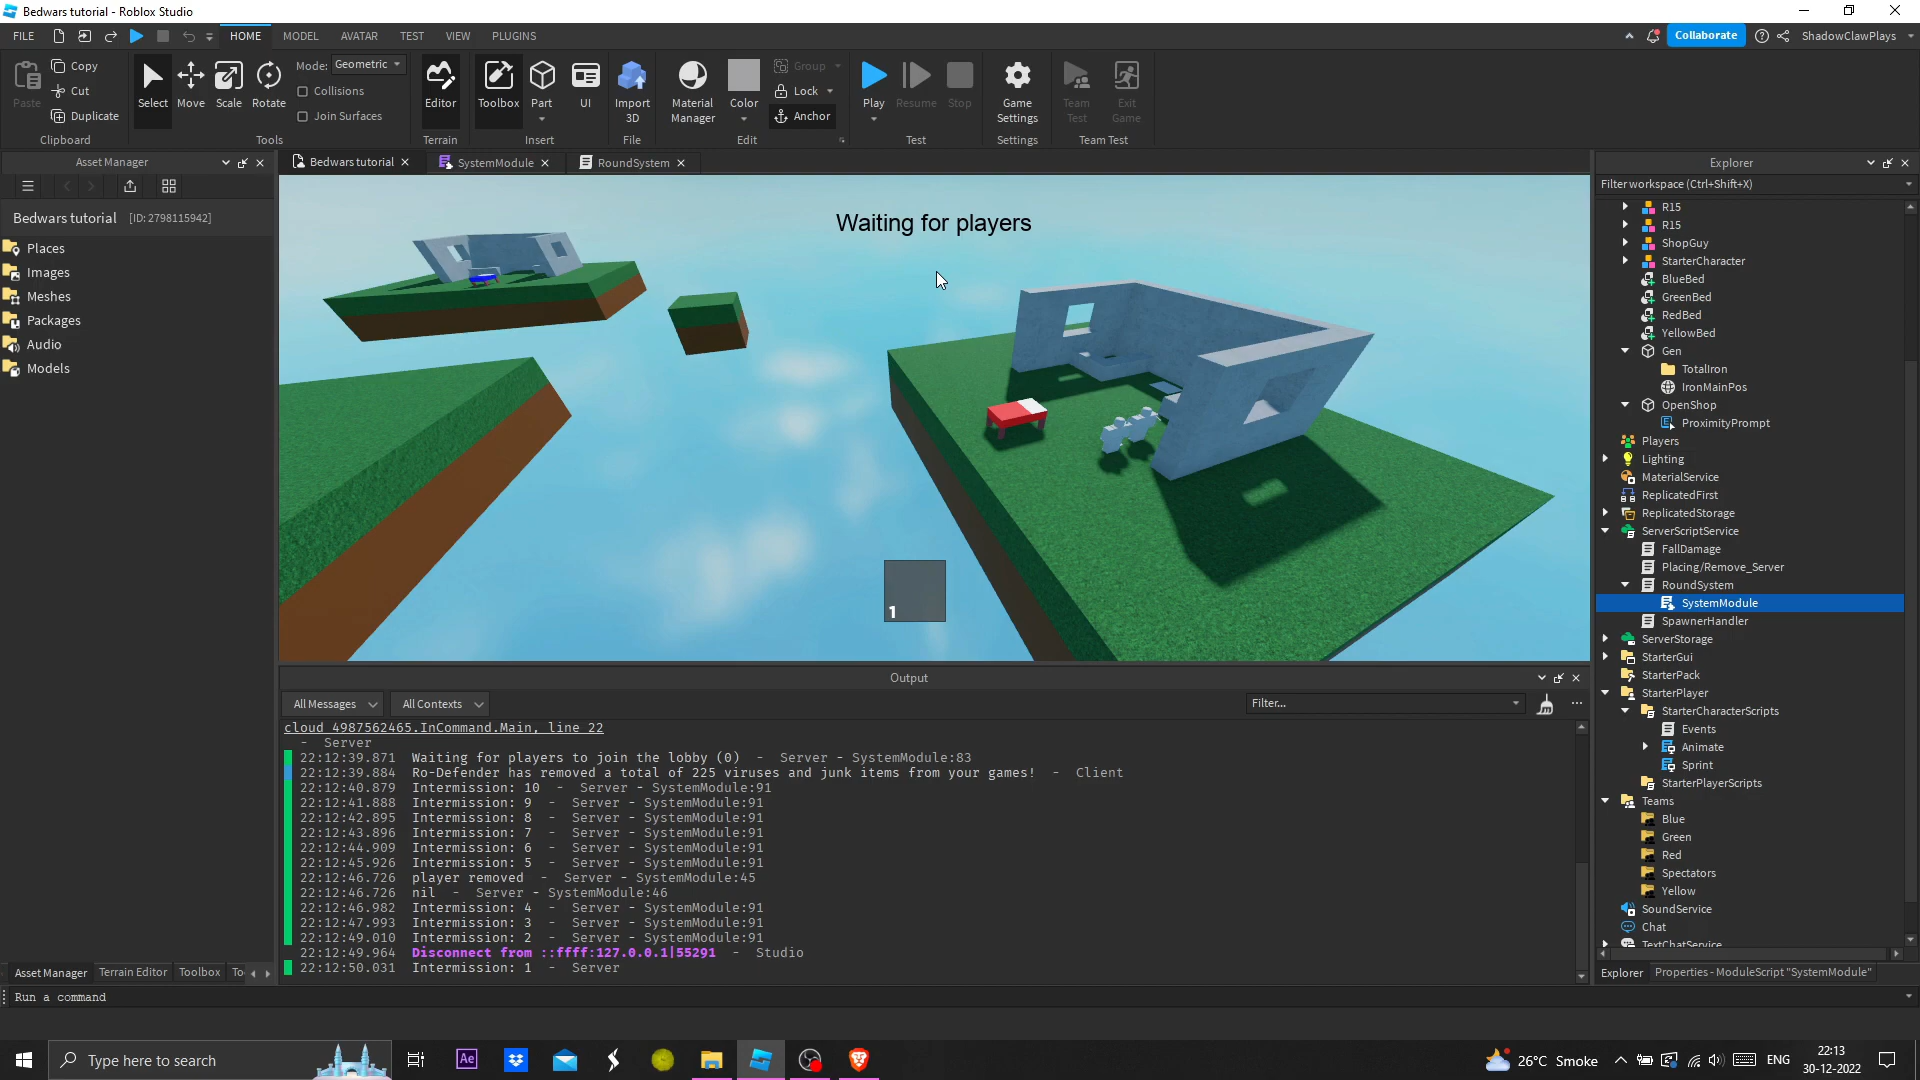 Bedwars tutorial - Roblox Studio
FILE HOME MODEL AVATAR TEST VIEW PLUGINS
Collaborate ShadowClawPlays
Paste Copy Cut Duplicate
Clipboard
Select Move Scale Rotate
Mode: Geometric
Collisions
Join Surfaces
Tools
Editor
Terrain
Toolbox Part UI
Insert
Import 3D
File
Material Manager Color Group Lock Anchor
Edit
Play Resume Stop
Test
Game Settings
Settings
Team Test Exit Game
Team Test
Asset Manager
Bedwars tutorial SystemModule RoundSystem
Bedwars tutorial [ID: 2798115942]
Places
Images
Meshes
Packages
Audio
Models
Waiting for players
1
Explorer
Filter workspace (Ctrl+Shift+X)
R15
R15
ShopGuy
StarterCharacter
BlueBed
GreenBed
RedBed
YellowBed
Gen
TotalIron
IronMainPos
OpenShop
ProximityPrompt
Players
Lighting
MaterialService
ReplicatedFirst
ReplicatedStorage
ServerScriptService
FallDamage
Placing/Remove_Server
RoundSystem
SystemModule
SpawnerHandler
ServerStorage
StarterGui
StarterPack
StarterPlayer
StarterCharacterScripts
Events
Animate
Sprint
StarterPlayerScripts
Teams
Blue
Green
Red
Spectators
Yellow
SoundService
Chat
TextChatService
Explorer Properties - ModuleScript "SystemModule"
Output
All Messages All Contexts Filter... ...
cloud_4987562465.InCommand.Main, line 22
- Server
22:12:39.871 Waiting for players to join the lobby (0) - Server - SystemModule:83
22:12:39.884 Ro-Defender has removed a total of 225 viruses and junk items from your games! - Client
22:12:40.879 Intermission: 10 - Server - SystemModule:91
22:12:41.888 Intermission: 9 - Server - SystemModule:91
22:12:42.895 Intermission: 8 - Server - SystemModule:91
22:12:43.896 Intermission: 7 - Server - SystemModule:91
22:12:44.909 Intermission: 6 - Server - SystemModule:91
22:12:45.926 Intermission: 5 - Server - SystemModule:91
22:12:46.726 player removed - Server - SystemModule:45
22:12:46.726 nil - Server - SystemModule:46
22:12:46.982 Intermission: 4 - Server - SystemModule:91
22:12:47.993 Intermission: 3 - Server - SystemModule:91
22:12:49.010 Intermission: 2 - Server - SystemModule:91
22:12:49.964 Disconnect from ::ffff:127.0.0.1|55291 - Studio
22:12:50.031 Intermission: 1 - Server
Asset Manager Terrain Editor Toolbox To
Run a command
Type here to search
Ae
26°C Smoke ENG
22:13
30-12-2022